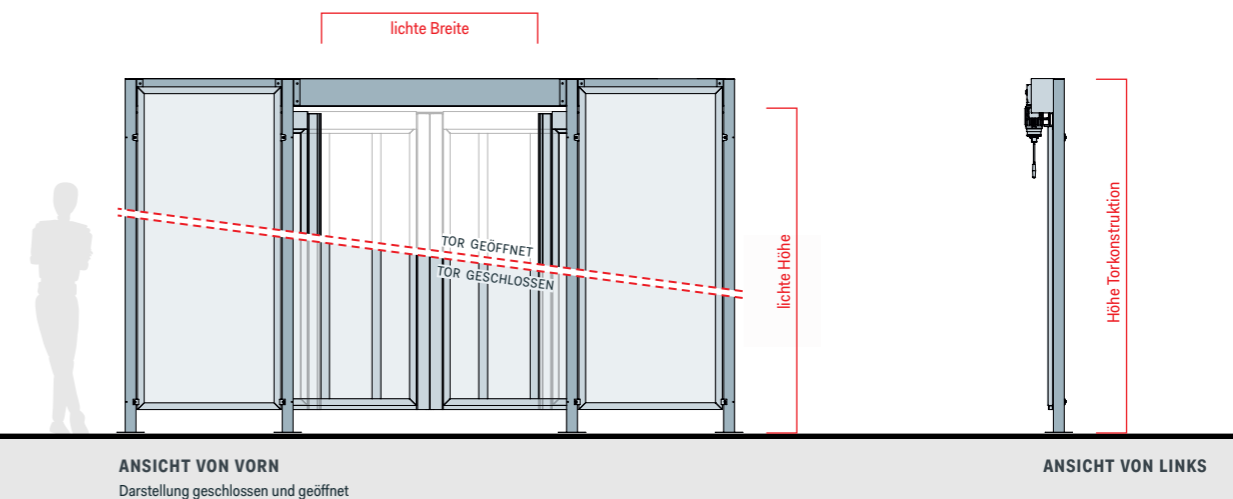 lichte Breite
TOR GEÖFFNET
TOR GESCHLOSSEN
lichte Höhe
Höhe Torkonstruktion
ANSICHT VON VORN
Darstellung geschlossen und geöffnet
ANSICHT VON LINKS